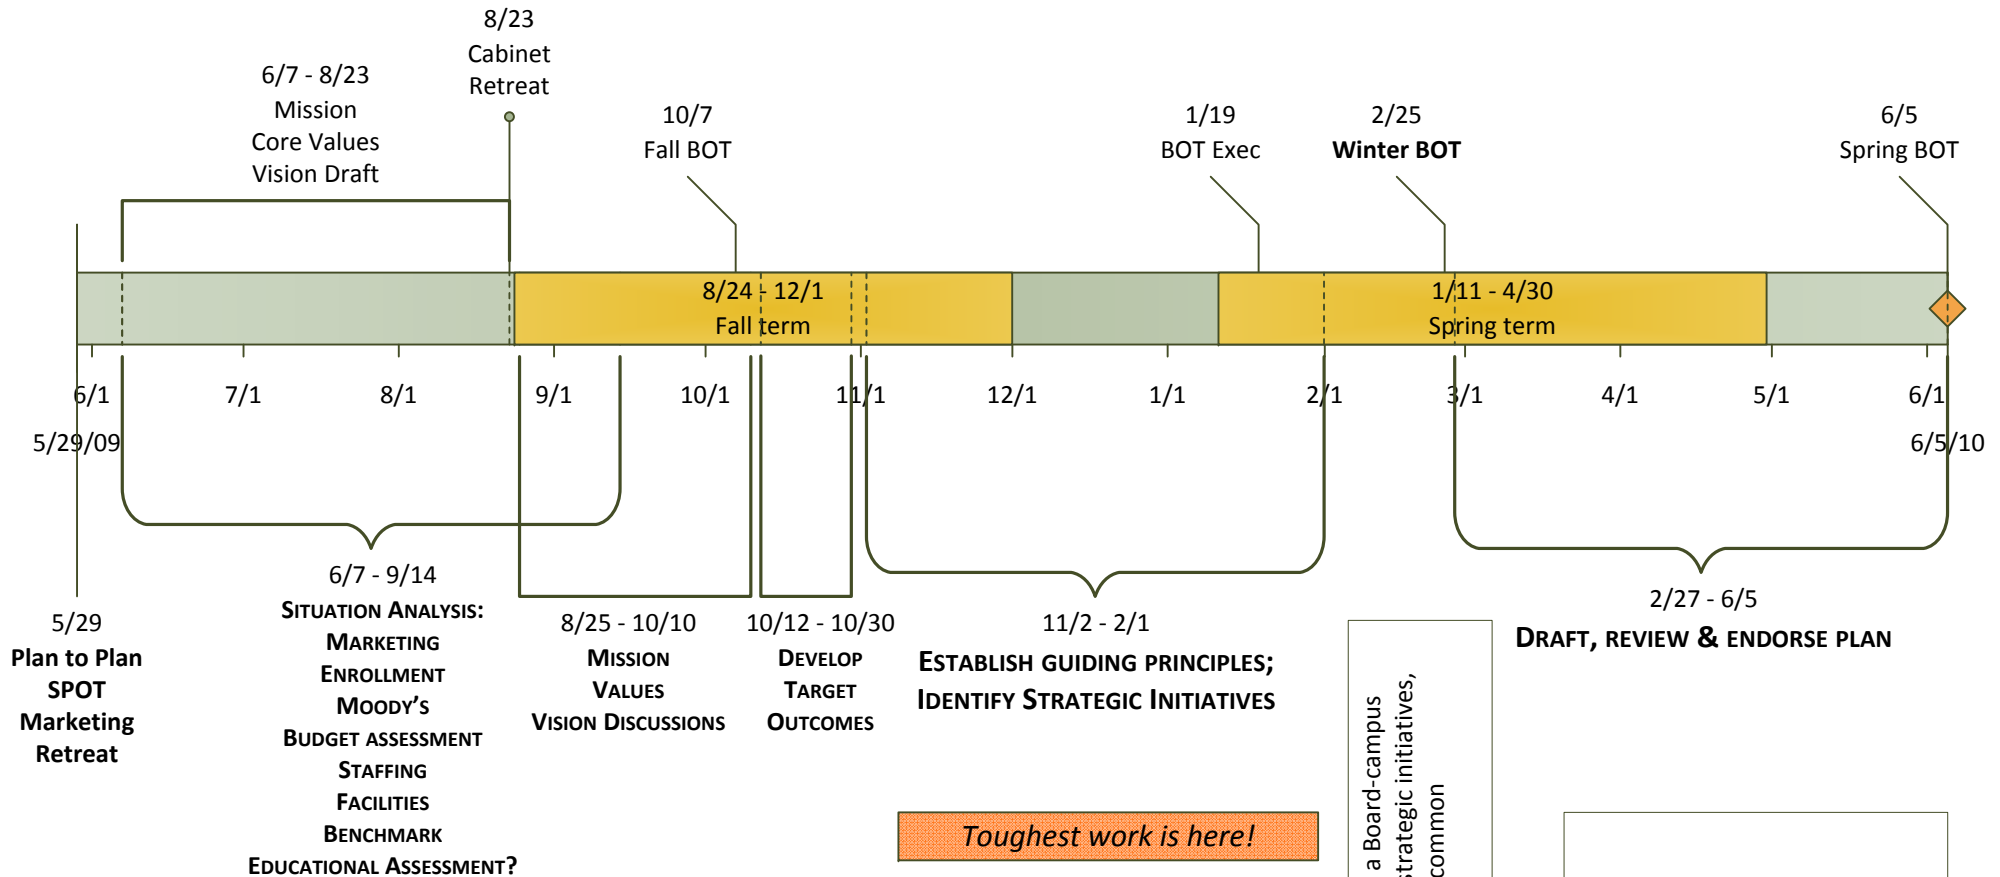 8/23
Cabinet
Retreat
6/7 - 8/23
Mission
Core Values
Vision Draft
10/7
Fall BOT
1/19
BOT Exec
2/25
Winter BOT
6/5
Spring BOT
8/24 - 12/1
Fall term
1/11 - 4/30
Spring term
6/1
7/1
8/1
9/1
10/1
11/1
12/1
1/1
2/1
3/1
4/1
5/1
6/1
5/29/09
6/5/10
5/29
Plan to Plan
SPOT
Marketing
Retreat
6/7 - 9/14
SITUATION ANALYSIS:
MARKETING
ENROLLMENT
MOODY'S
BUDGET ASSESSMENT
STAFFING
FACILITIES
BENCHMARK
EDUCATIONAL ASSESSMENT?
8/25 - 10/10
MISSION
VALUES
VISION DISCUSSIONS
10/12 - 10/30
DEVELOP
TARGET
OUTCOMES
11/2 - 2/1
ESTABLISH GUIDING PRINCIPLES;
IDENTIFY STRATEGIC INITIATIVES
2/27 - 6/5
DRAFT, REVIEW & ENDORSE PLAN
Toughest work is here!
a Board-campus
strategic initiatives,
common